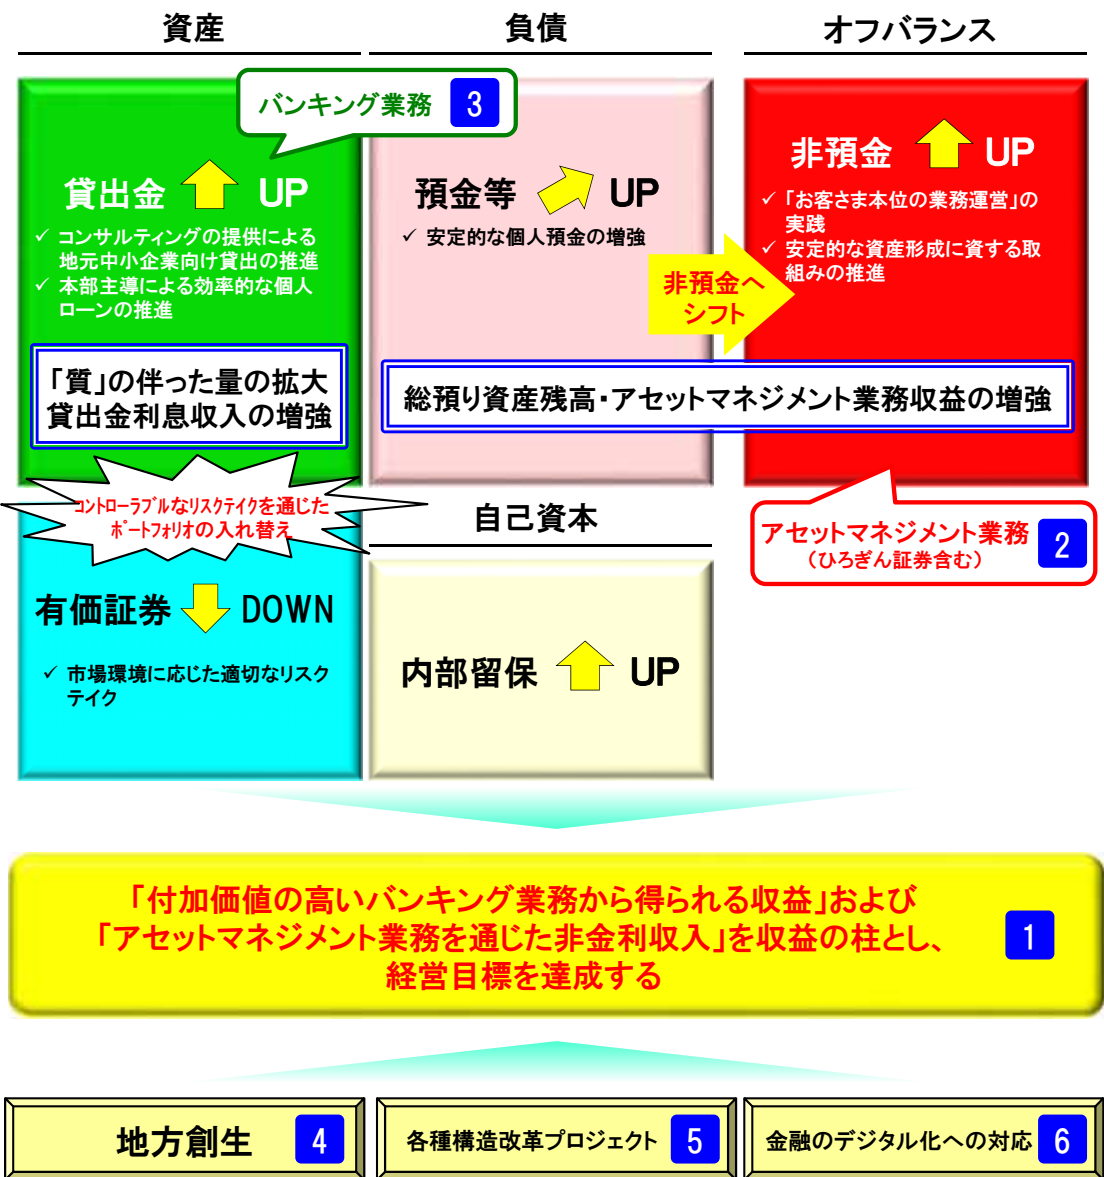 資産
負債
オフバランス
バンキング業務 3
貸出金 UP
✓ コンサルティングの提供による
地元中小企業向け貸出の推進
✓ 本部主導による効率的な個人
ローンの推進
「質」の伴った量の拡大
貸出金利息収入の増強
預金等 UP
✓ 安定的な個人預金の増強
非預金へ
シフト
非預金 UP
✓ 「お客さま本位の業務運営」の
実践
✓ 安定的な資産形成に資する取
組みの推進
総預り資産残高・アセットマネジメント業務収益の増強
コントローラブルなリスクテイクを通じた
ポートフォリオの入れ替え
自己資本
アセットマネジメント業務
（ひろぎん証券含む） 2
有価証券 DOWN
✓ 市場環境に応じた適切なリスク
テイク
内部留保 UP
「付加価値の高いバンキング業務から得られる収益」および
「アセットマネジメント業務を通じた非金利収入」を収益の柱とし、
経営目標を達成する
1
地方創生 4
各種構造改革プロジェクト 5
金融のデジタル化への対応 6